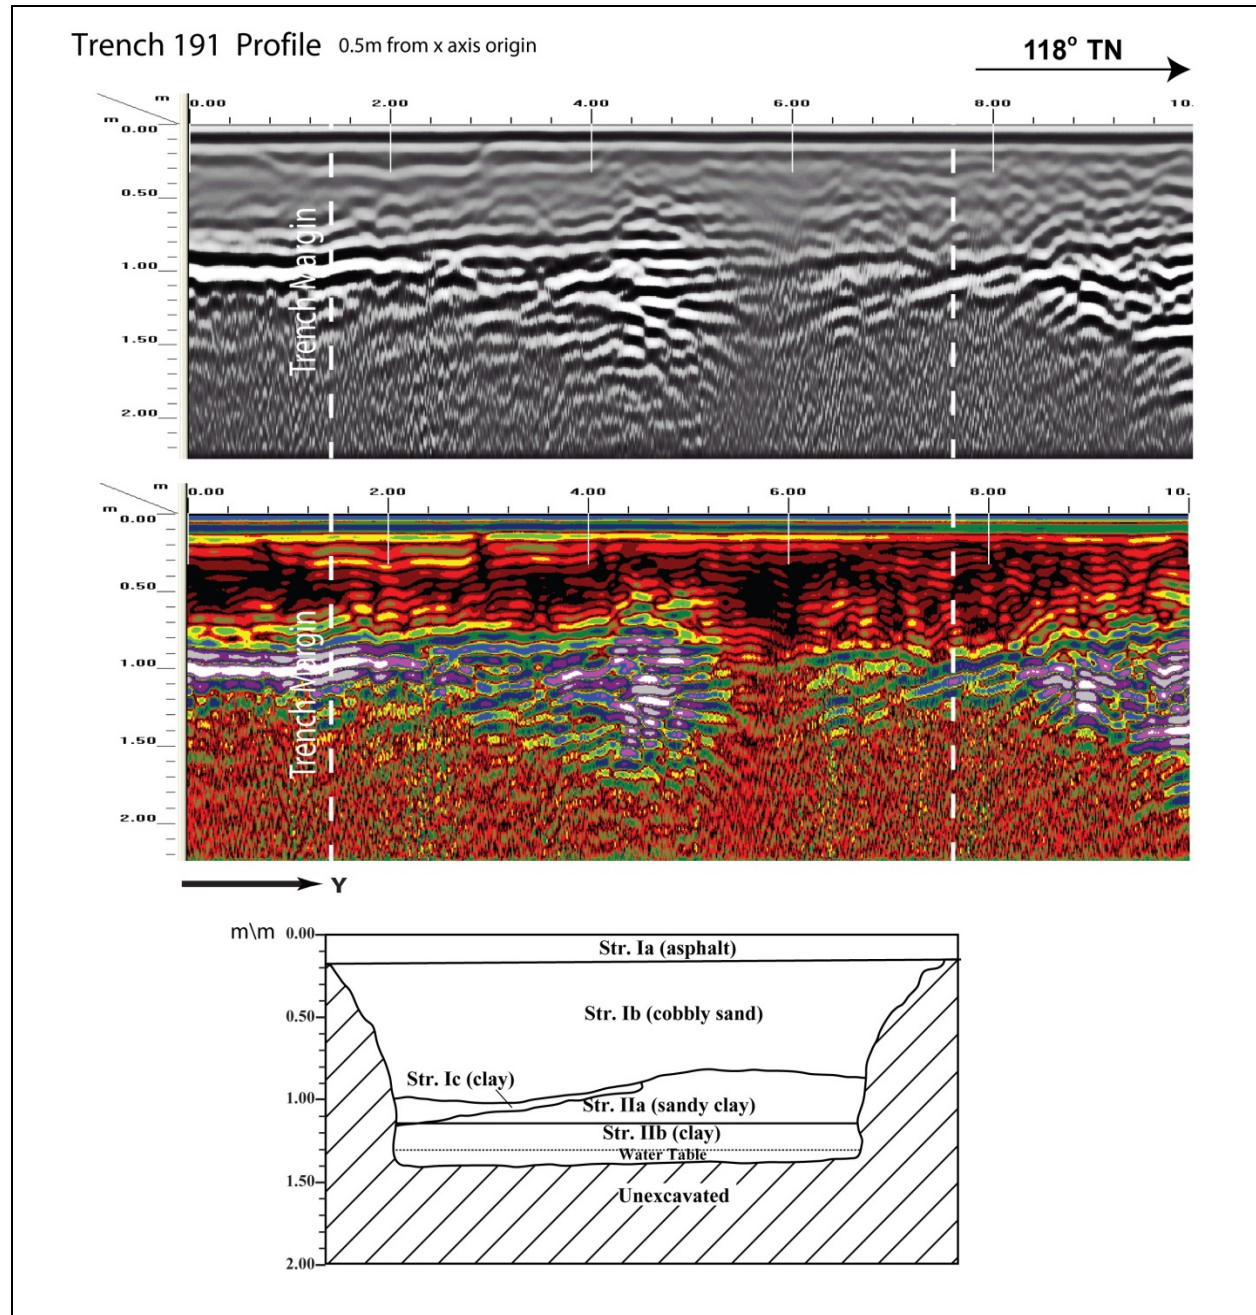 Trench 191 Profile 0.5m from x axis origin
118° TN
m 0.00 2.00 4.00 6.00 8.00 10.
m
0.00
0.50
1.00
1.50
2.00
Trench Margin
m 0.00 2.00 4.00 6.00 8.00 10.
m
0.00
0.50
1.00
1.50
2.00
Trench Margin
Y
m\m 0.00
Str. Ia (asphalt)
0.50
Str. Ib (cobbly sand)
Str. Ic (clay)
1.00
Str. IIa (sandy clay)
Str. IIb (clay)
Water Table
1.50
Unexcavated
2.00